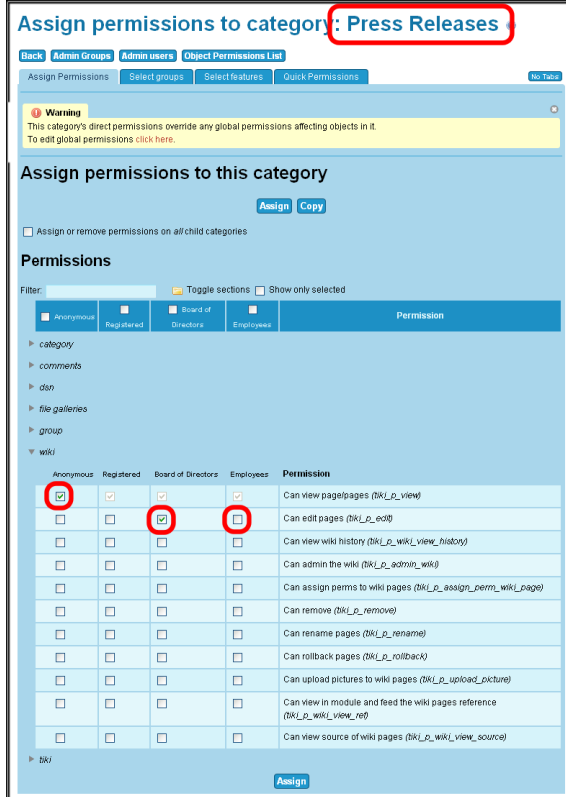 Assign permissions to category: Press Releases
Back Admin Groups Admin users Object Permissions List
Assign Permissions Select groups Select features Quick Permissions No Tabs
Warning
This category's direct permissions override any global permissions affecting objects in it.
To edit global permissions click here.
Assign permissions to this category
Assign Copy
Assign or remove permissions on all child categories
Permissions
Filter: Toggle sections Show only selected
Anonymous Registered Board of Directors Employees Permission
category
comments
dsn
file galleries
group
wiki
Anonymous Registered Board of Directors Employees Permission
Can view page/pages (tiki_p_view)
Can edit pages (tiki_p_edit)
Can view wiki history (tiki_p_wiki_view_history)
Can admin the wiki (tiki_p_admin_wiki)
Can assign perms to wiki pages (tiki_p_assign_perm_wiki_page)
Can remove (tiki_p_remove)
Can rename pages (tiki_p_rename)
Can rollback pages (tiki_p_rollback)
Can upload pictures to wiki pages (tiki_p_upload_picture)
Can view in module and feed the wiki pages reference
(tiki_p_wiki_view_ref)
Can view source of wiki pages (tiki_p_wiki_view_source)
tiki
Assign